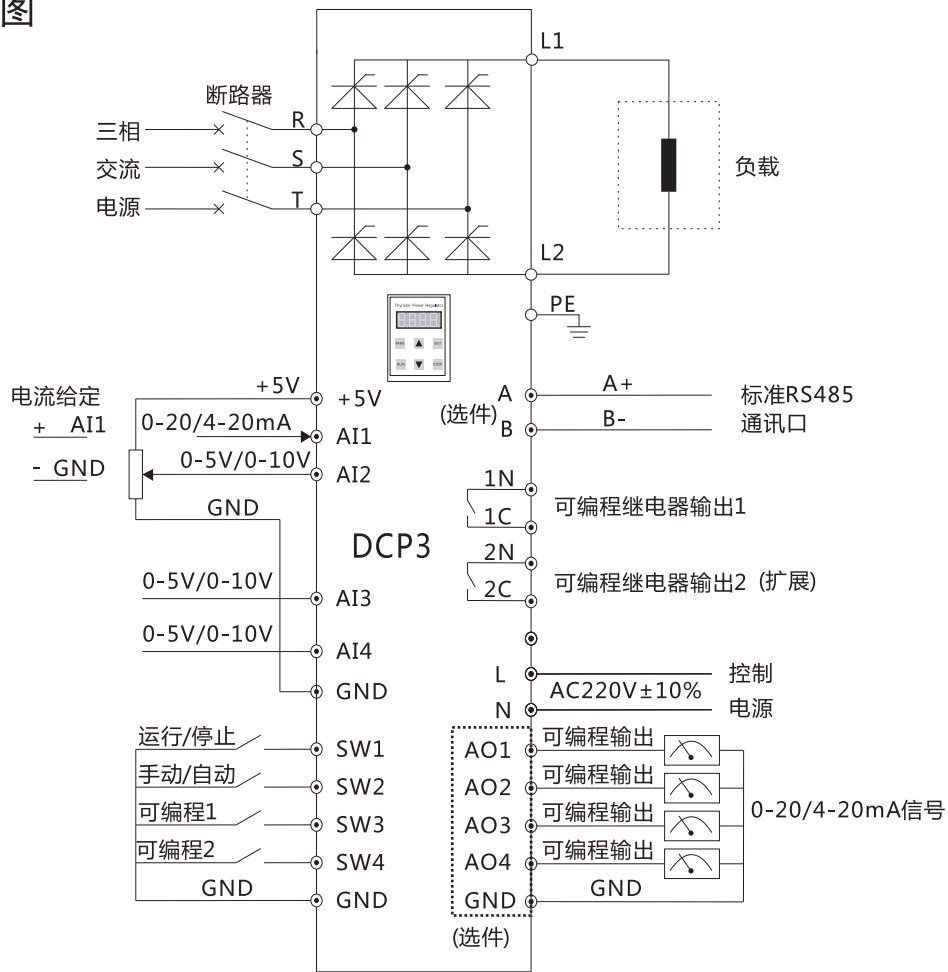 图
L1
断路器
三相
R
交流
S
电源
T
负载
L2
PE
Thyristor Power Regulator
PARA
SET
RUN
STOP
电流给定
+ AI1
- GND
+5V
+5V
0-20/4-20mA
AI1
0-5V/0-10V
AI2
GND
DCP3
0-5V/0-10V
AI3
0-5V/0-10V
AI4
GND
运行/停止
SW1
手动/自动
SW2
可编程1
SW3
可编程2
SW4
GND
GND
A
A+
(选件)
B
B-
标准RS485
通讯口
1N
1C
可编程继电器输出1
2N
2C
可编程继电器输出2 (扩展)
L
控制
AC220V±10%
N
电源
AO1
可编程输出
AO2
可编程输出
AO3
可编程输出
AO4
可编程输出
GND
GND
0-20/4-20mA信号
(选件)